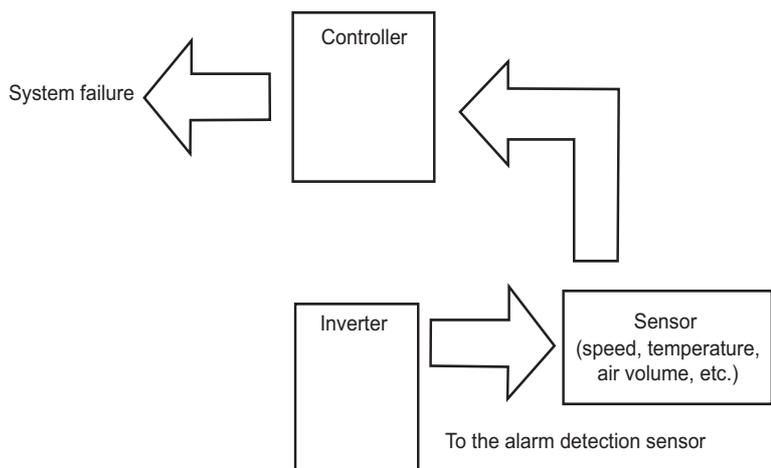 Controller
System failure
Inverter
Sensor
(speed, temperature,
air volume, etc.)
To the alarm detection sensor